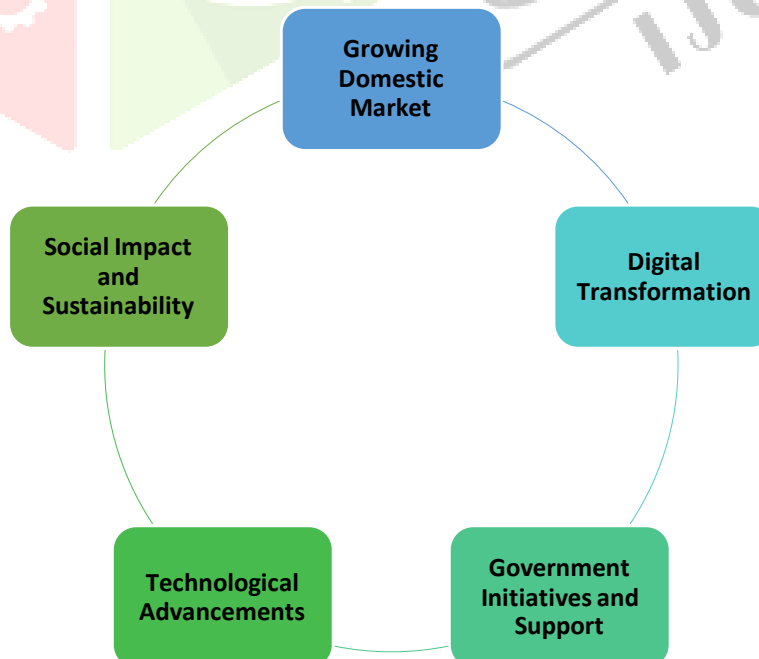 Growing
Domestic
Market
Digital
Transformation
Government
Initiatives and
Support
Technological
Advancements
Social Impact
and
Sustainability